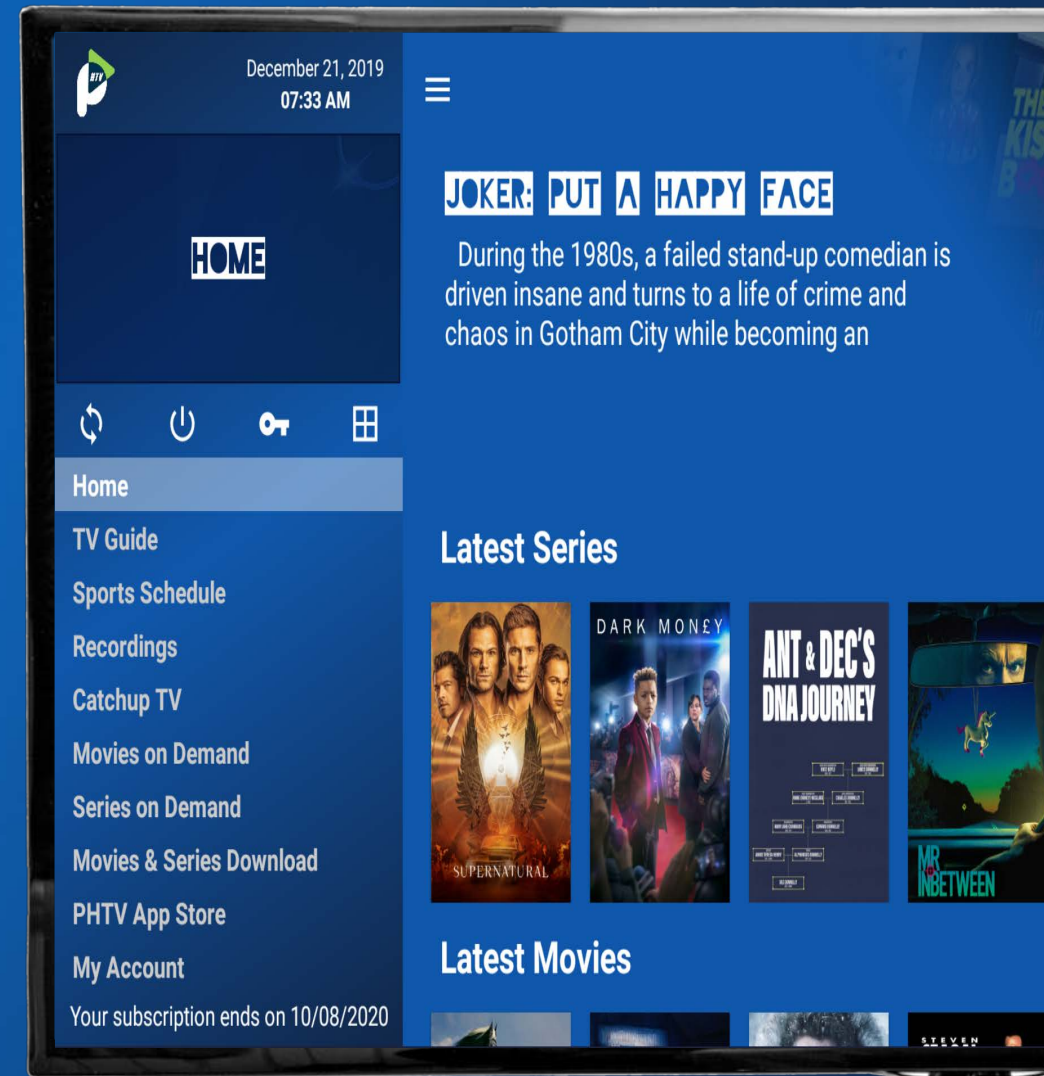 HTV
December 21, 2019
07:33 AM
HOME
Home
TV Guide
Sports Schedule
Recordings
Catchup TV
Movies on Demand
Series on Demand
Movies & Series Download
PHTV App Store
My Account
Your subscription ends on 10/08/2020
THE
KIS
B
JOKER: PUT A HAPPY FACE
During the 1980s, a failed stand-up comedian is
driven insane and turns to a life of crime and
chaos in Gotham City while becoming an
Latest Series
SUPERNATURAL
DARK MON£Y
ANT & DEC'S
DNA JOURNEY
MR
INBETWEEN
Latest Movies
STEVEN